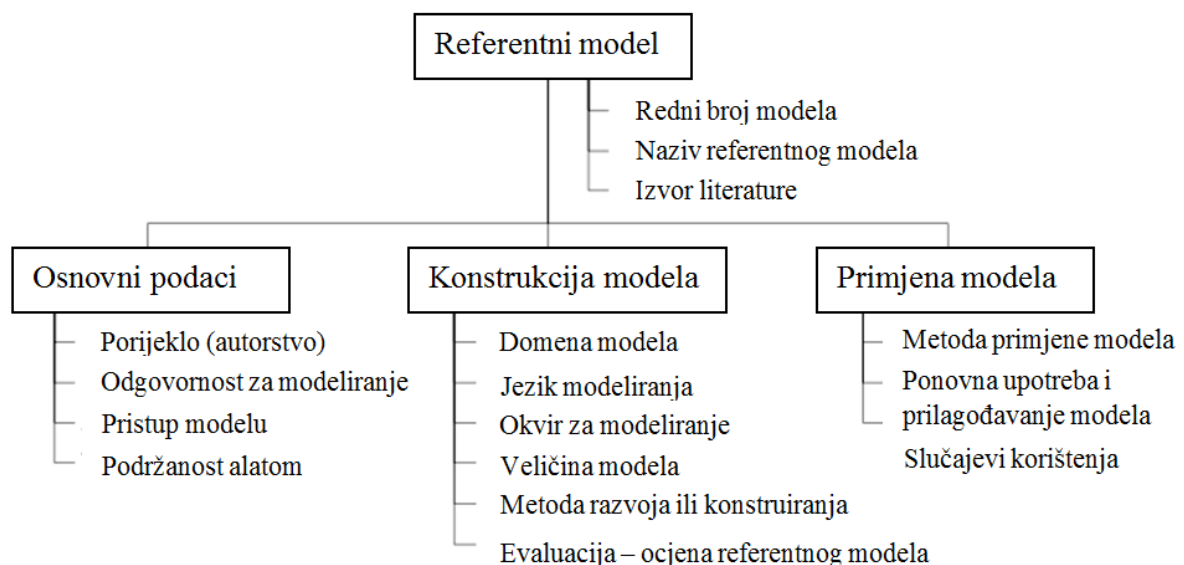 Referentni model
Redni broj modela
Naziv referentnog modela
Izvor literature
Osnovni podaci
Porijeklo (autorstvo)
Odgovornost za modeliranje
Pristup modelu
Podržanost alatom
Konstrukcija modela
Domena modela
Jezik modeliranja
Okvir za modeliranje
Veličina modela
Metoda razvoja ili konstruiranja
Evaluacija – ocjena referentnog modela
Primjena modela
Metoda primjene modela
Ponovna upotreba i
prilagođavanje modela
Slučajevi korištenja